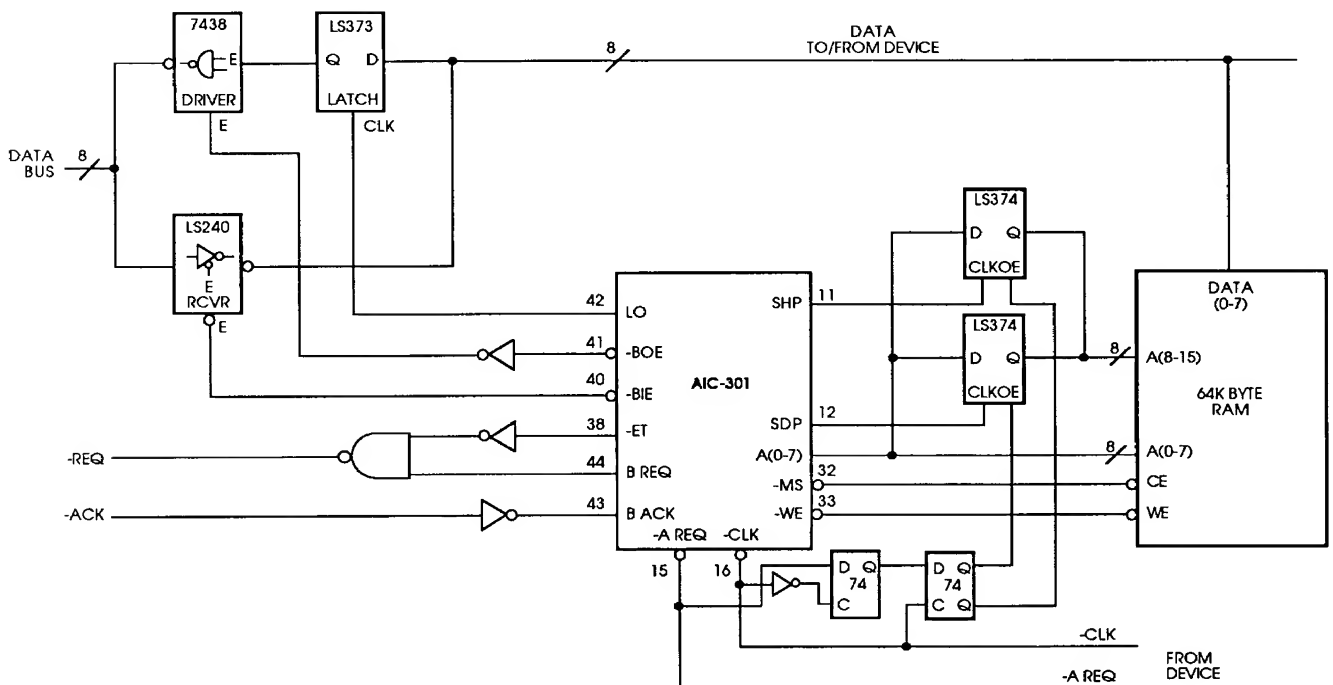 7438
E
DRIVER
E
LS373
Q D
LATCH
CLK
8
DATA
TO/FROM DEVICE
DATA
BUS
8
LS240
E
RCVR
E
LS374
D Q
CLKOE
LS374
D Q
CLKOE
AIC-301
42 LO
41 -BOE
40 -BIE
38 -ET
44 B REQ
43 B ACK
SHP 11
SDP 12
A(0-7)
-MS 32
-WE 33
-A REQ -CLK
15 16
DATA
(0-7)
8 A(8-15)
64K BYTE
RAM
8 A(0-7)
CE
WE
-REQ
-ACK
D Q
74
C
D Q
74
C Q
-CLK
-A REQ
FROM
DEVICE